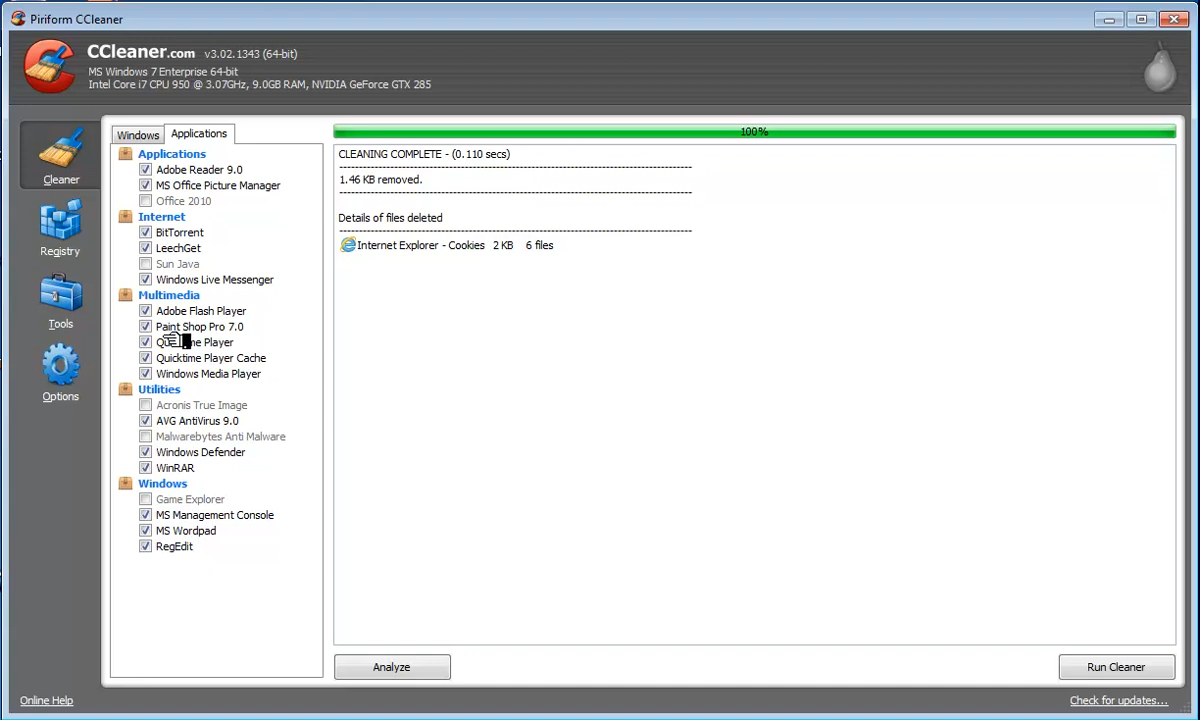 Piriform CCleaner
CCleaner.com v3.02.1343 (64-bit)
MS Windows 7 Enterprise 64-bit
Intel Core i7 CPU 950 @ 3.07GHz, 9.0GB RAM, NVIDIA GeForce GTX 285
Cleaner
Registry
Tools
Options
Windows
Applications
Applications
Adobe Reader 9.0
MS Office Picture Manager
Office 2010
Internet
BitTorrent
LeechGet
Sun Java
Windows Live Messenger
Multimedia
Adobe Flash Player
Paint Shop Pro 7.0
Player
Quicktime Player Cache
Windows Media Player
Utilities
Acronis True Image
AVG AntiVirus 9.0
Malwarebytes Anti Malware
Windows Defender
WinRAR
Windows
Game Explorer
MS Management Console
MS Wordpad
RegEdit
100%
CLEANING COMPLETE - (0.110 secs)
1.46 KB removed.
Details of files deleted
Internet Explorer - Cookies 2 KB 6 files
Analyze
Run Cleaner
Online Help
Check for updates...